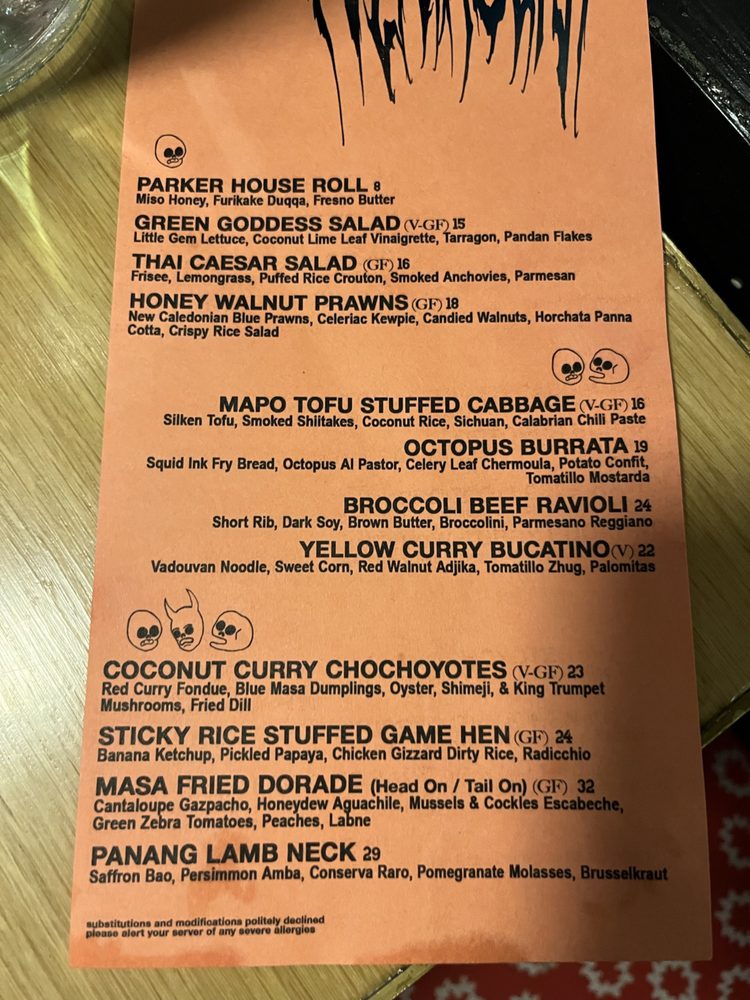 PARKER HOUSE ROLL 8
Miso Honey, Furikake Duqqa, Fresno Butter
GREEN GODDESS SALAD (V-GF) 15
Little Gem Lettuce, Coconut Lime Leaf Vinaigrette, Tarragon, Pandan Flakes
THAI CAESAR SALAD (GF) 16
Frisee, Lemongrass, Puffed Rice Crouton, Smoked Anchovies, Parmesan
HONEY WALNUT PRAWNS (GF) 18
New Caledonian Blue Prawns, Celeriac Kewpie, Candied Walnuts, Horchata Panna
Cotta, Crispy Rice Salad
MAPO TOFU STUFFED CABBAGE (V-GF) 16
Silken Tofu, Smoked Shiitakes, Coconut Rice, Sichuan, Calabrian Chili Paste
OCTOPUS BURRATA 19
Squid Ink Fry Bread, Octopus Al Pastor, Celery Leaf Chermoula, Potato Confit,
Tomatillo Mostarda
BROCCOLI BEEF RAVIOLI 24
Short Rib, Dark Soy, Brown Butter, Broccolini, Parmesano Reggiano
YELLOW CURRY BUCATINO (V) 22
Vadouvan Noodle, Sweet Corn, Red Walnut Adjika, Tomatillo Zhug, Palomitas
COCONUT CURRY CHOCHOYOTES (V-GF) 23
Red Curry Fondue, Blue Masa Dumplings, Oyster, Shimeji, & King Trumpet
Mushrooms, Fried Dill
STICKY RICE STUFFED GAME HEN (GF) 24
Banana Ketchup, Pickled Papaya, Chicken Gizzard Dirty Rice, Radicchio
MASA FRIED DORADE (Head On / Tail On) (GF) 32
Cantaloupe Gazpacho, Honeydew Aguachile, Mussels & Cockles Escabeche,
Green Zebra Tomatoes, Peaches, Labne
PANANG LAMB NECK 29
Saffron Bao, Persimmon Amba, Conserva Raro, Pomegranate Molasses, Brusselkraut
substitutions and modifications politely declined
please alert your server of any severe allergies